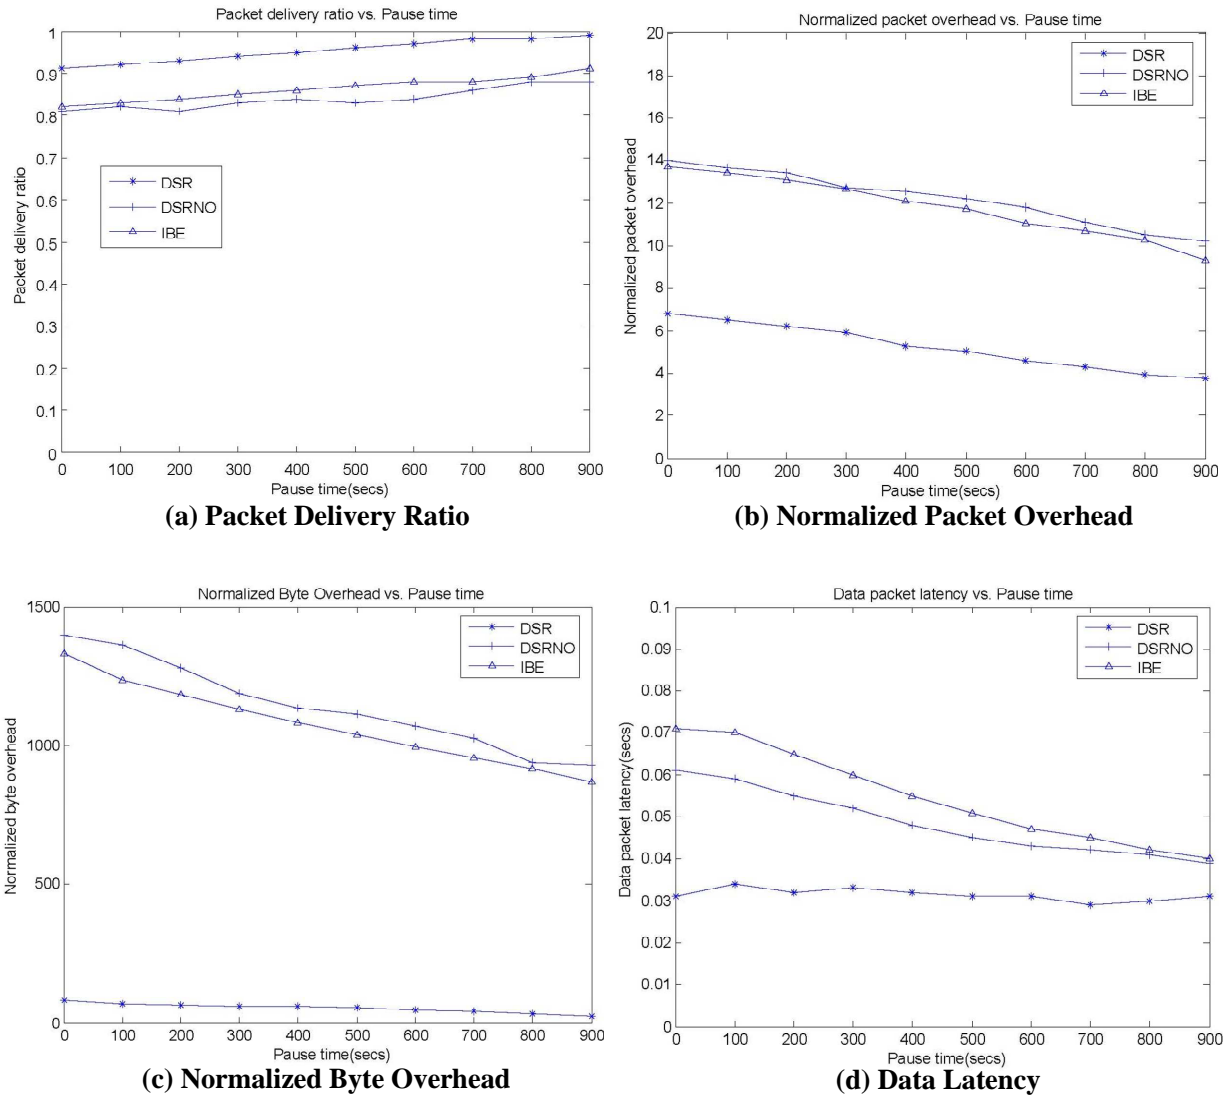 Packet delivery ratio vs. Pause time
1
0.9
0.8
0.7
0.6
0.5
0.4
0.3
0.2
0.1
0
Packet delivery ratio
DSR
DSRNO
IBE
0 100 200 300 400 500 600 700 800 900
Pause time(secs)
(a) Packet Delivery Ratio
Normalized packet overhead vs. Pause time
20
18
16
14
12
10
8
6
4
2
0
Normalized packet overhead
DSR
DSRNO
IBE
0 100 200 300 400 500 600 700 800 900
Pause time(secs)
(b) Normalized Packet Overhead
Normalized Byte Overhead vs. Pause time
1500
1000
500
0
Normalized byte overhead
DSR
DSRNO
IBE
0 100 200 300 400 500 600 700 800 900
Pause time(secs)
(c) Normalized Byte Overhead
Data packet latency vs. Pause time
0.1
0.09
0.08
0.07
0.06
0.05
0.04
0.03
0.02
0.01
0
Data packet latency(secs)
DSR
DSRNO
IBE
0 100 200 300 400 500 600 700 800 900
Pause time(secs)
(d) Data Latency